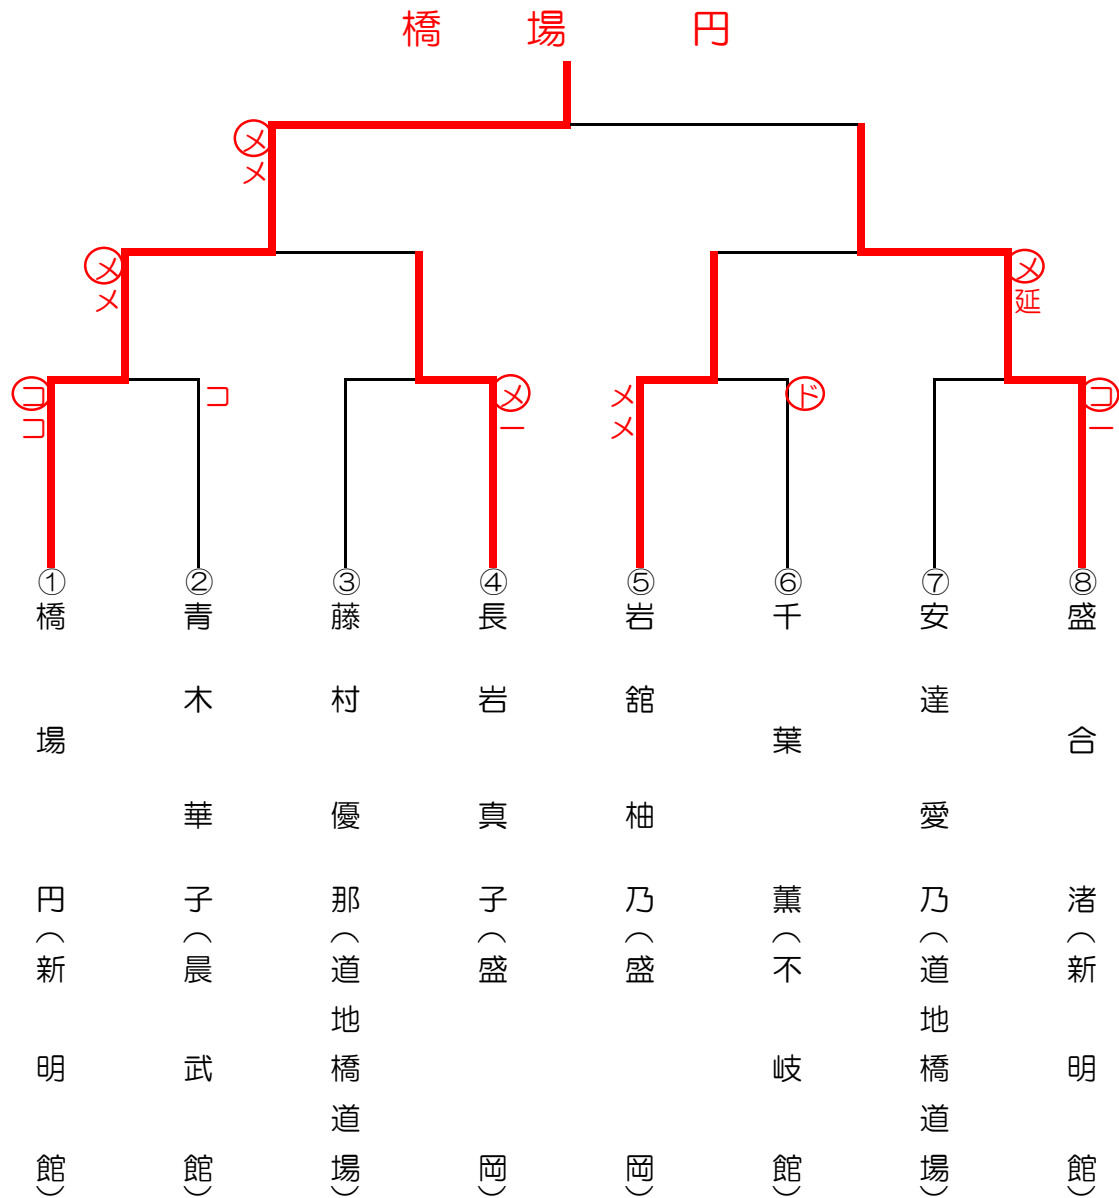 橋場 円
メ
メ
メ
メ
メ
延
コ
コ
コ
メ
一
メ
メ
ド
コ
一
①橋場 円（新明館）
②青木華子（晨武館）
③藤村優那（道地橋道場）
④長岩真子（盛岡）
⑤岩舘柚乃（盛岡）
⑥千葉 薫（不岐館）
⑦安達愛乃（道地橋道場）
⑧盛合 渚（新明館）